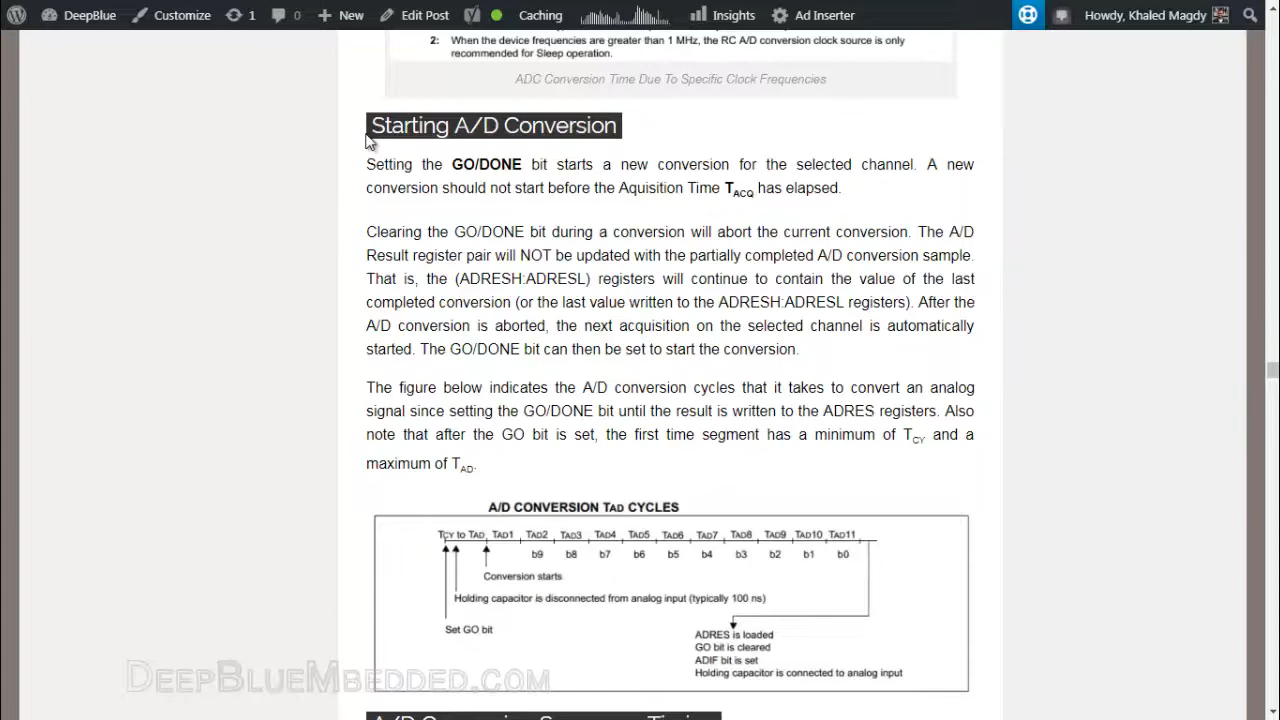 DeepBlue Customize 1 0 New Edit Post Caching Insights Ad Inserter Howdy, Khaled Magdy
2: When the device frequencies are greater than 1 MHz, the RC A/D conversion clock source is only
recommended for Sleep operation.
ADC Conversion Time Due To Specific Clock Frequencies
Starting A/D Conversion
Setting the GO/DONE bit starts a new conversion for the selected channel. A new
conversion should not start before the Aquisition Time TACQ has elapsed.
Clearing the GO/DONE bit during a conversion will abort the current conversion. The A/D
Result register pair will NOT be updated with the partially completed A/D conversion sample.
That is, the (ADRESH:ADRESL) registers will continue to contain the value of the last
completed conversion (or the last value written to the ADRESH:ADRESL registers). After the
A/D conversion is aborted, the next acquisition on the selected channel is automatically
started. The GO/DONE bit can then be set to start the conversion.
The figure below indicates the A/D conversion cycles that it takes to convert an analog
signal since setting the GO/DONE bit until the result is written to the ADRES registers. Also
note that after the GO bit is set, the first time segment has a minimum of TCY and a
maximum of TAD.
A/D CONVERSION TAD CYCLES
TCY to TAD TAD1 TAD2 TAD3 TAD4 TAD5 TAD6 TAD7 TAD8 TAD9 TAD10 TAD11
b9 b8 b7 b6 b5 b4 b3 b2 b1 b0
Conversion starts
Holding capacitor is disconnected from analog input (typically 100 ns)
Set GO bit
ADRES is loaded
GO bit is cleared
ADIF bit is set
Holding capacitor is connected to analog input
DEEPBLUEMBEDDED.COM